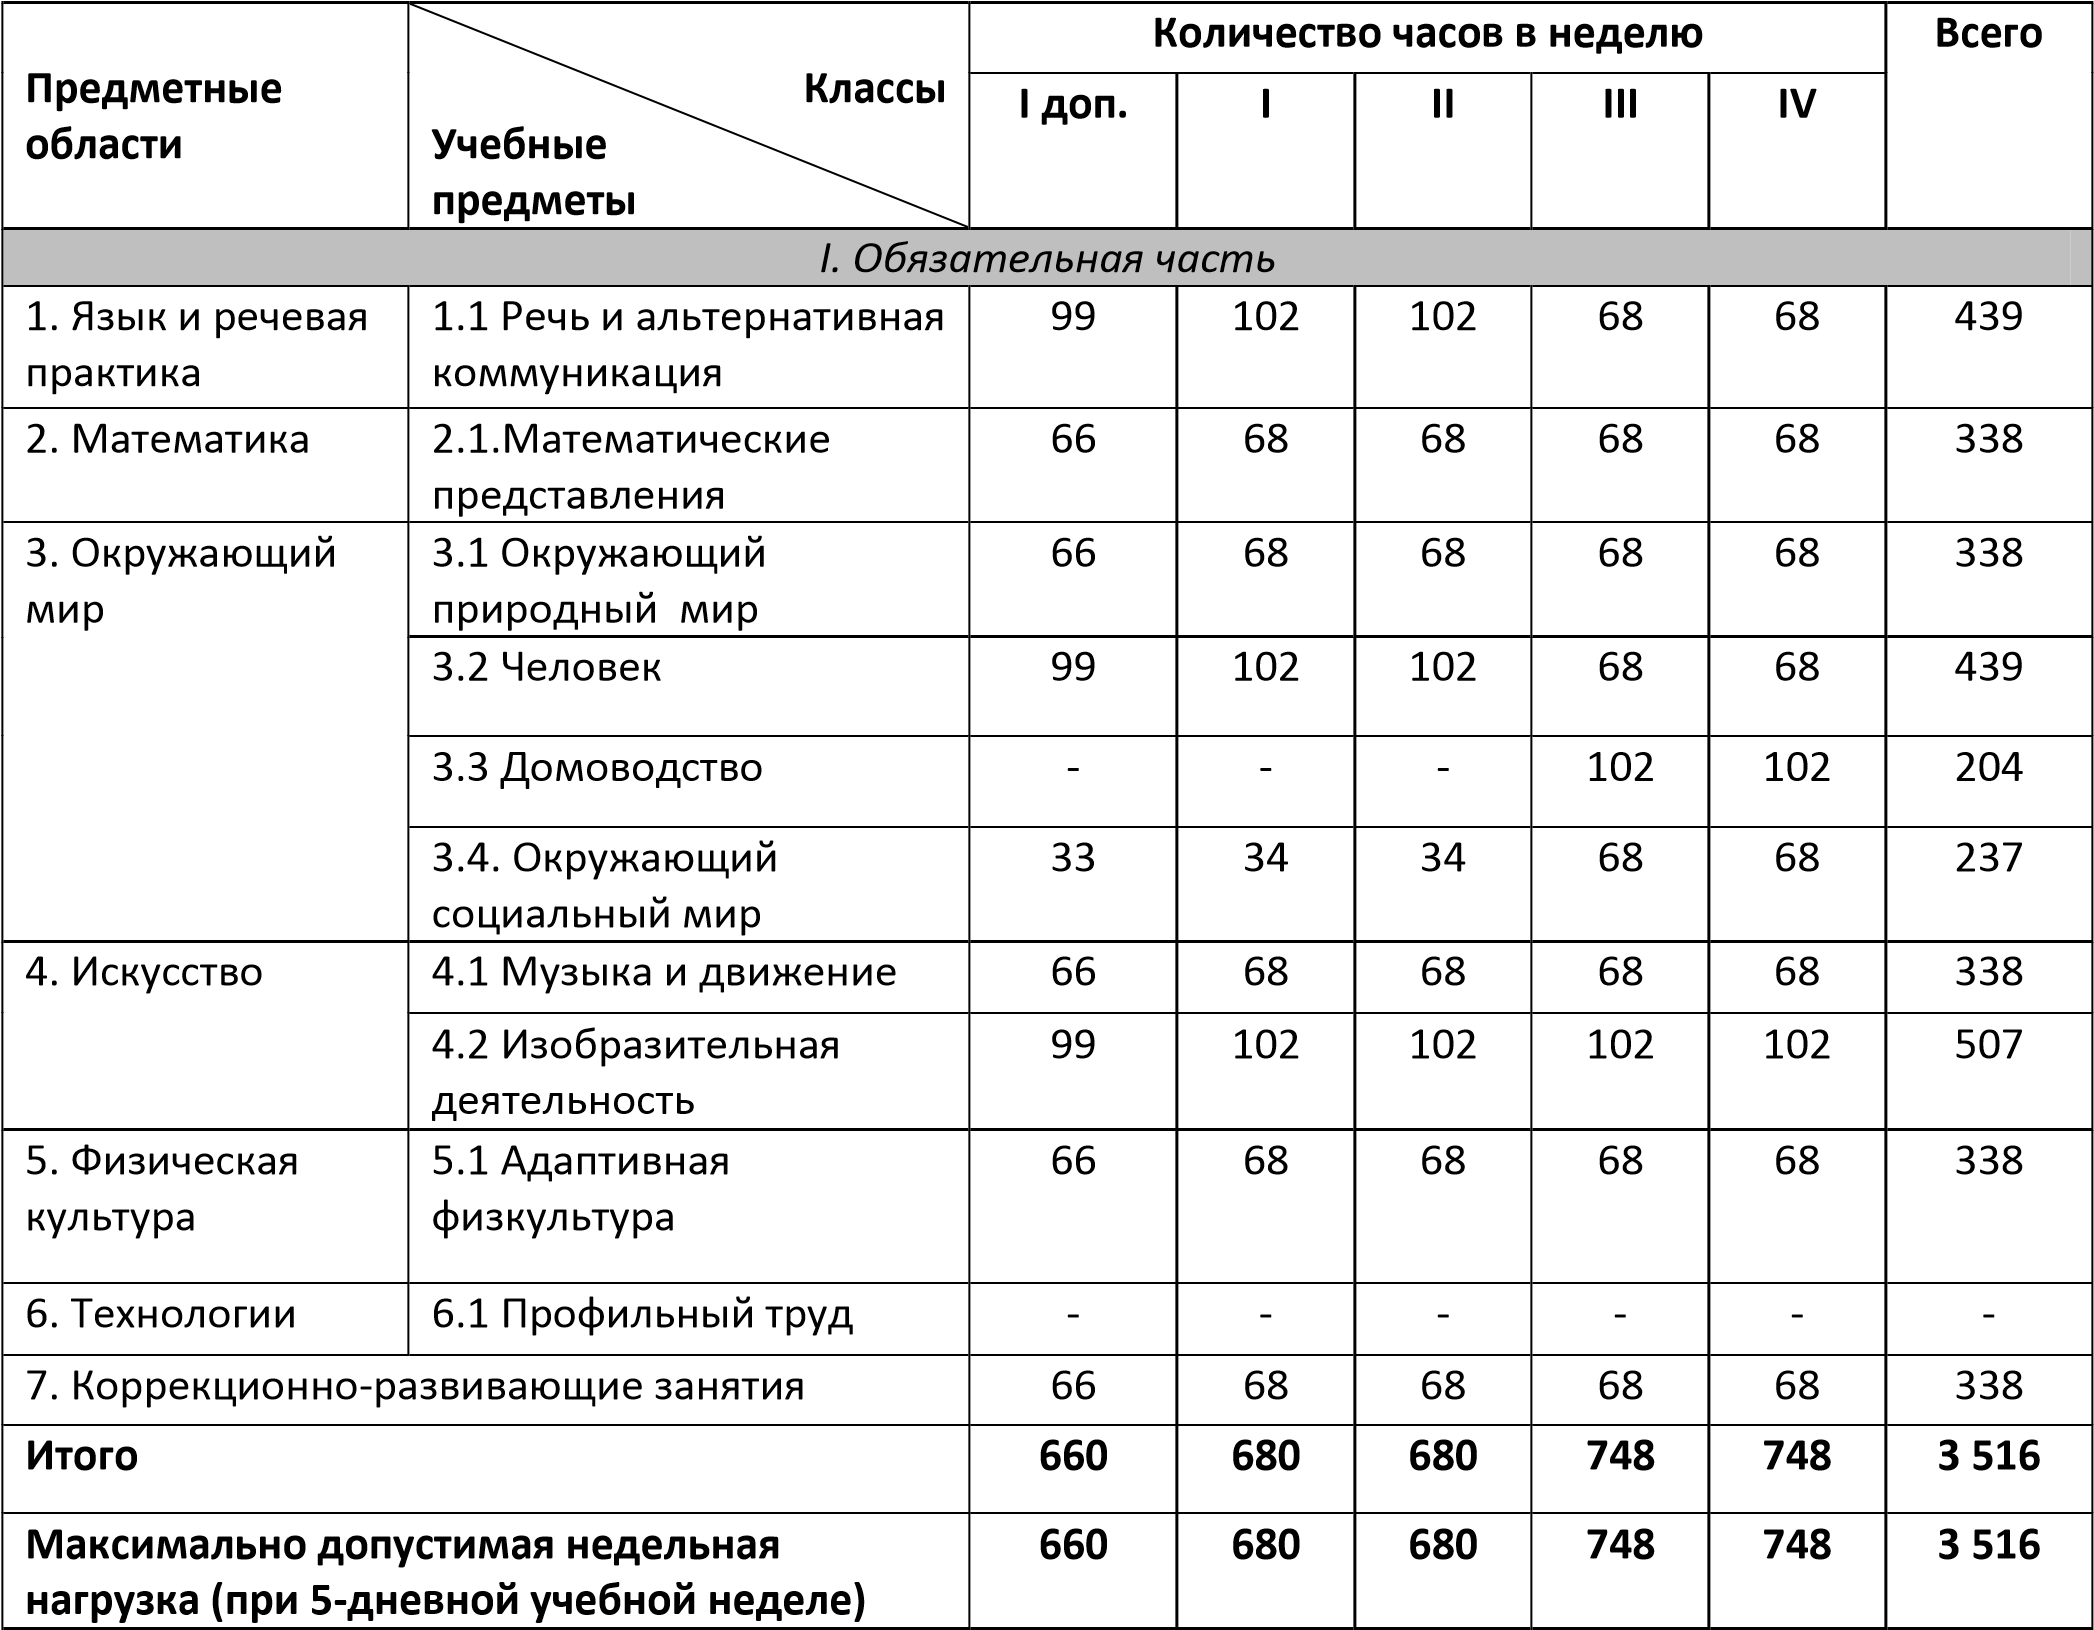 Предметные области
Классы
Учебные предметы
Количество часов в неделю
Всего
I доп.
I
II
III
IV
I. Обязательная часть
1. Язык и речевая
практика
1.1 Речь и альтернативная
коммуникация
99 102 102 68 68 439
2. Математика
2.1.Математические
представления
66 68 68 68 68 338
3. Окружающий
мир
3.1 Окружающий
природный мир
66 68 68 68 68 338
3.2 Человек
99 102 102 68 68 439
3.3 Домоводство
- - - 102 102 204
3.4. Окружающий
социальный мир
33 34 34 68 68 237
4. Искусство
4.1 Музыка и движение
66 68 68 68 68 338
4.2 Изобразительная
деятельность
99 102 102 102 102 507
5. Физическая
культура
5.1 Адаптивная
физкультура
66 68 68 68 68 338
6. Технологии
6.1 Профильный труд
- - - - - -
7. Коррекционно-развивающие занятия
66 68 68 68 68 338
Итого
660 680 680 748 748 3 516
Максимально допустимая недельная
нагрузка (при 5-дневной учебной неделе)
660 680 680 748 748 3 516